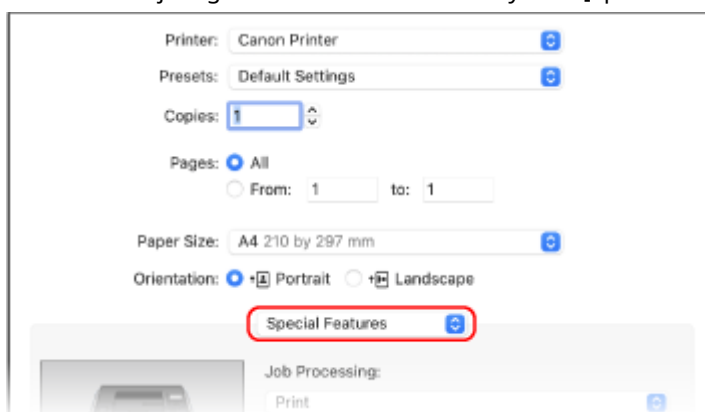 Printer: Canon Printer
Presets: Default Settings
Copies: 1
Pages: All
From: 1 to: 1
Paper Size: A4 210 by 297 mm
Orientation: Portrait Landscape
Special Features
Job Processing:
Print